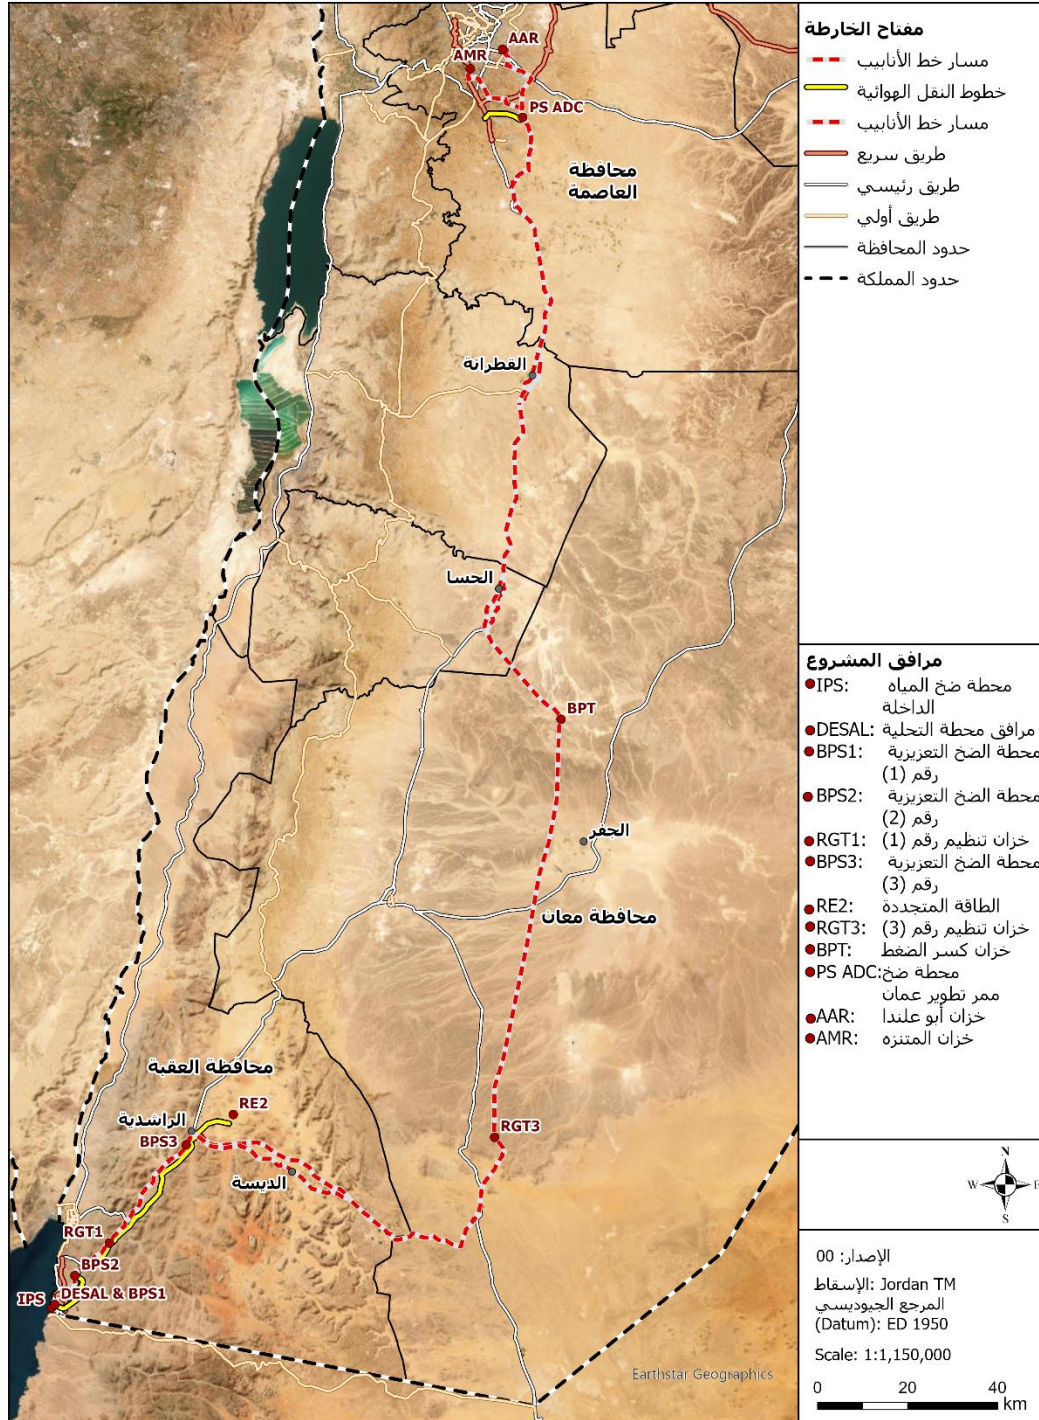 AAR
AMR
PS ADC
محافظة
العاصمة
القطرانة
الحسا
BPT
الجفر
محافظة معان
محافظة العقبة
RE2
الراشدية
BPS3
RGT3
الديسة
RGT1
BPS2
DESAL & BPS1
IPS
Earthstar Geographics
مفتاح الخارطة
مسار خط الأنابيب
خطوط النقل الهوائية
مسار خط الأنابيب
طريق سريع
طريق رئيسي
طريق أولي
حدود المحافظة
حدود المملكة
مرافق المشروع
IPS: محطة ضخ المياه
الداخلة
DESAL: مرافق محطة التحلية
BPS1: محطة الضخ التعزيزية
رقم (1)
BPS2: محطة الضخ التعزيزية
رقم (2)
RGT1: خزان تنظيم رقم (1)
BPS3: محطة الضخ التعزيزية
رقم (3)
RE2: الطاقة المتجددة
RGT3: خزان تنظيم رقم (3)
BPT: خزان كسر الضغط
PS ADC: محطة ضخ
ممر تطوير عمان
AAR: خزان أبو علندا
AMR: خزان المتنزه
N
W E
S
الإصدار: 00
الإسقاط: Jordan TM
المرجع الجيوديسي
(Datum): ED 1950
Scale: 1:1,150,000
0 20 40
km